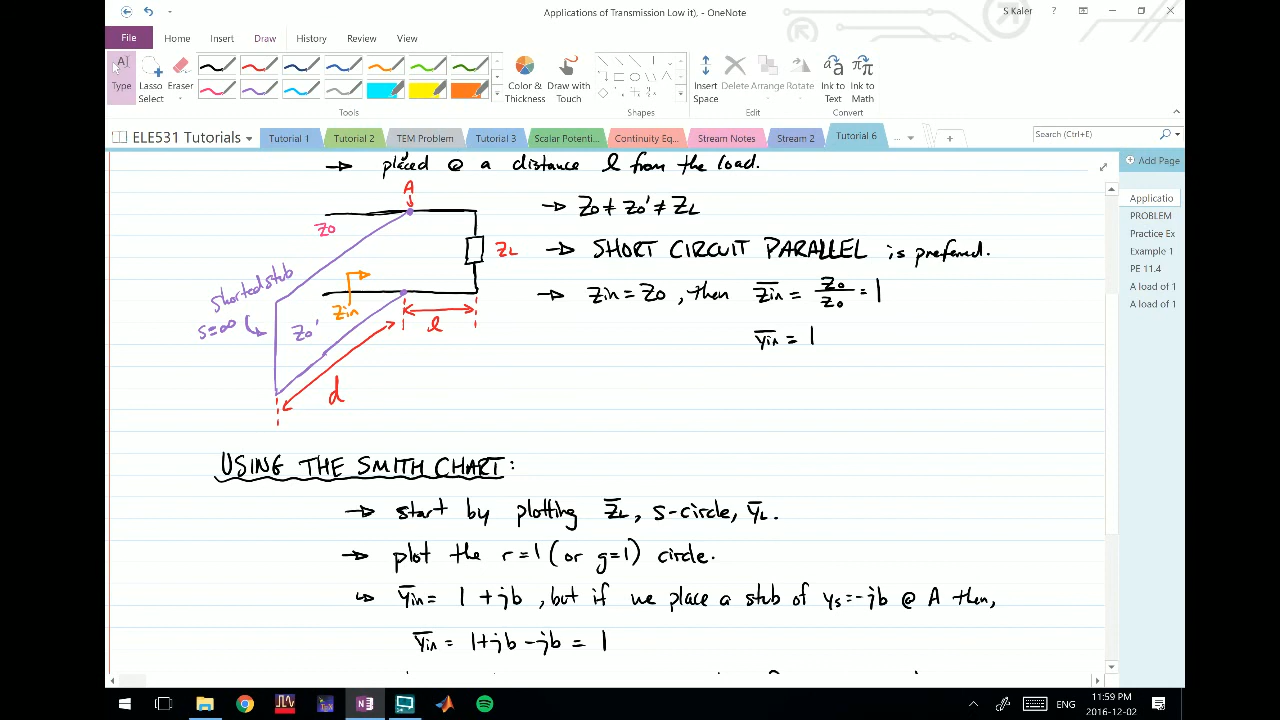 Applications of Transmission Low it), - OneNote
S Kaler
File Home Insert Draw History Review View
Type
Lasso Select
Eraser
Color & Thickness
Draw with Touch
Insert Space
Delete
Arrange
Rotate
Ink to Text
Ink to Math
Tools
Shapes
Edit
Convert
ELE531 Tutorials
Tutorial 1
Tutorial 2
TEM Problem
Tutorial 3
Scalar Potenti...
Continuity Eq...
Stream Notes
Stream 2
Tutorial 6
Search (Ctrl+E)
Add Page
Applicatio
PROBLEM
Practice Ex
Example 1
PE 11.4
A load of 1
A load of 1
→ placed @ a distance l from the load.
A
Zo
ZL
shorted stub
S=∞
Zo'
Zin
l
d
→ Zo ≠ Zo' ≠ ZL
→ SHORT CIRCUIT PARALLEL is preferred.
→ Zin = Zo, then Z̅in = Zo/Zo = 1
y̅in = 1
USING THE SMITH CHART:
→ start by plotting Z̅L, s-circle, y̅L.
→ plot the r=1 (or g=1) circle.
↪ y̅in = 1 + jb, but if we place a stub of ys=-jb @ A then,
y̅in = 1+jb-jb = 1
ENG
11:59 PM
2016-12-02